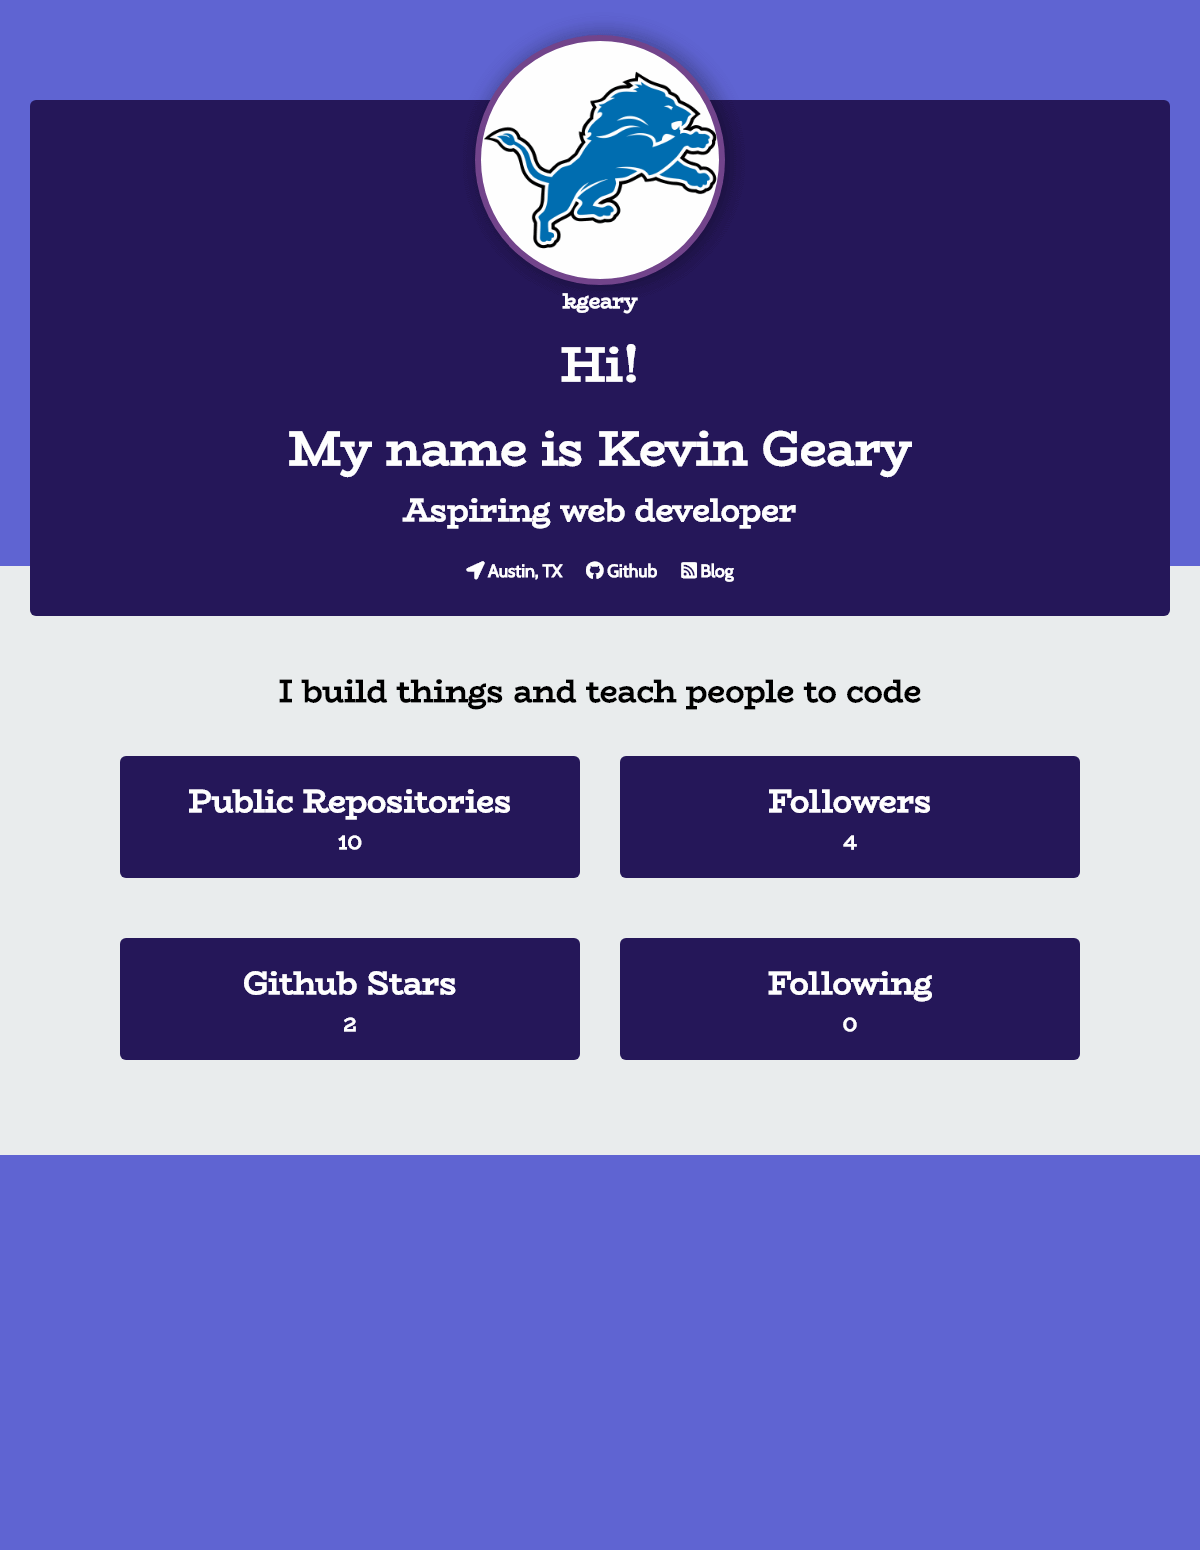 kgeary
Hi!
My name is Kevin Geary
Aspiring web developer
Austin, TX Github Blog
I build things and teach people to code
Public Repositories
10
Followers
4
Github Stars
2
Following
0